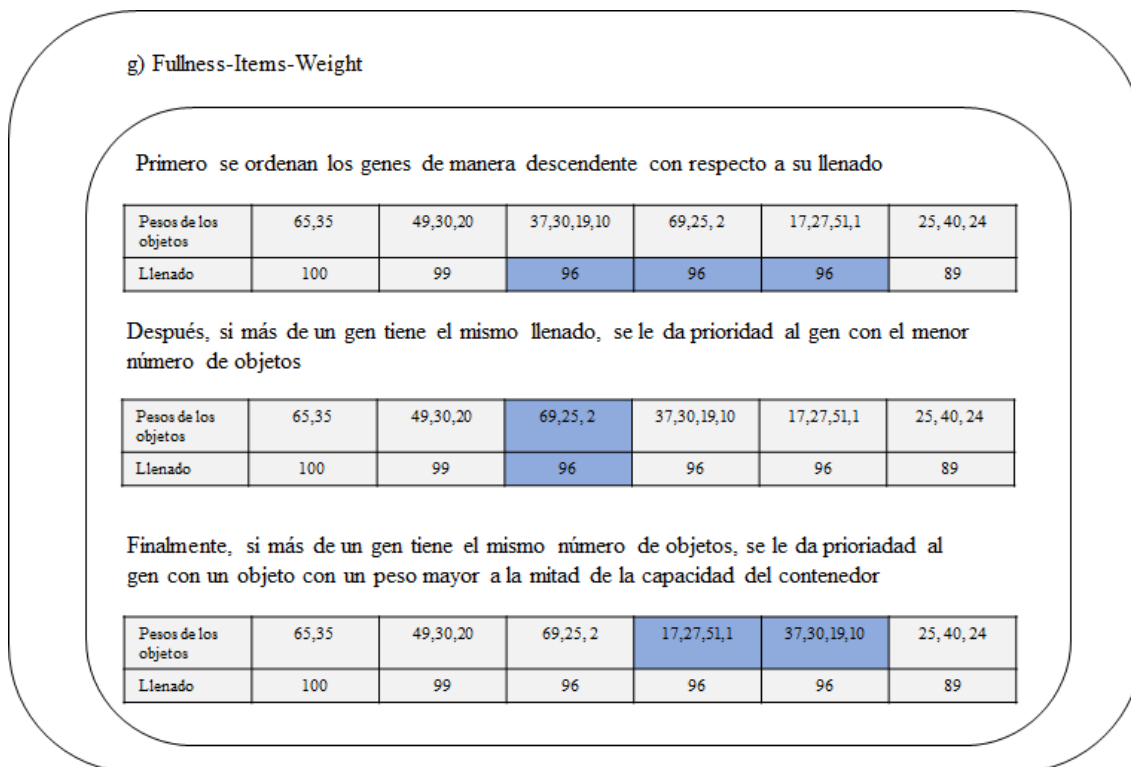 g) Fullness-Items-Weight
Primero se ordenan los genes de manera descendente con respecto a su llenado
Pesos de los objetos 65,35 49,30,20 37,30,19,10 69,25, 2 17,27,51,1 25, 40, 24
Llenado 100 99 96 96 96 89
Después, si más de un gen tiene el mismo llenado, se le da prioridad al gen con el menor
número de objetos
Pesos de los objetos 65,35 49,30,20 69,25, 2 37,30,19,10 17,27,51,1 25, 40, 24
Llenado 100 99 96 96 96 89
Finalmente, si más de un gen tiene el mismo número de objetos, se le da prioriadad al
gen con un objeto con un peso mayor a la mitad de la capacidad del contenedor
Pesos de los objetos 65,35 49,30,20 69,25, 2 17,27,51,1 37,30,19,10 25, 40, 24
Llenado 100 99 96 96 96 89